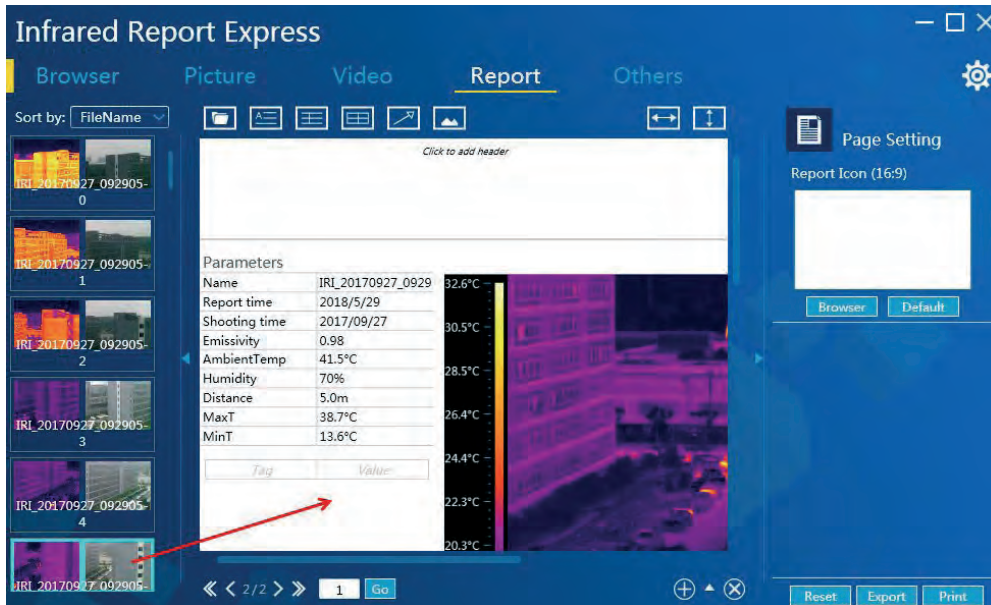 Infrared Report Express
Browser Picture Video Report Others
Sort by: FileName
IRI_20170927_092905-
0
IRI_20170927_092905-
1
IRI_20170927_092905-
2
IRI_20170927_092905-
3
IRI_20170927_092905-
4
IRI_20170927_092905-
Click to add header
Parameters
Name IRI_20170927_0929
Report time 2018/5/29
Shooting time 2017/09/27
Emissivity 0.98
AmbientTemp 41.5°C
Humidity 70%
Distance 5.0m
MaxT 38.7°C
MinT 13.6°C
Tag Value
32.6°C
30.5°C
28.5°C
26.4°C
24.4°C
22.3°C
20.3°C
2/2 1 Go
Page Setting
Report Icon (16:9)
Browser Default
Reset Export Print